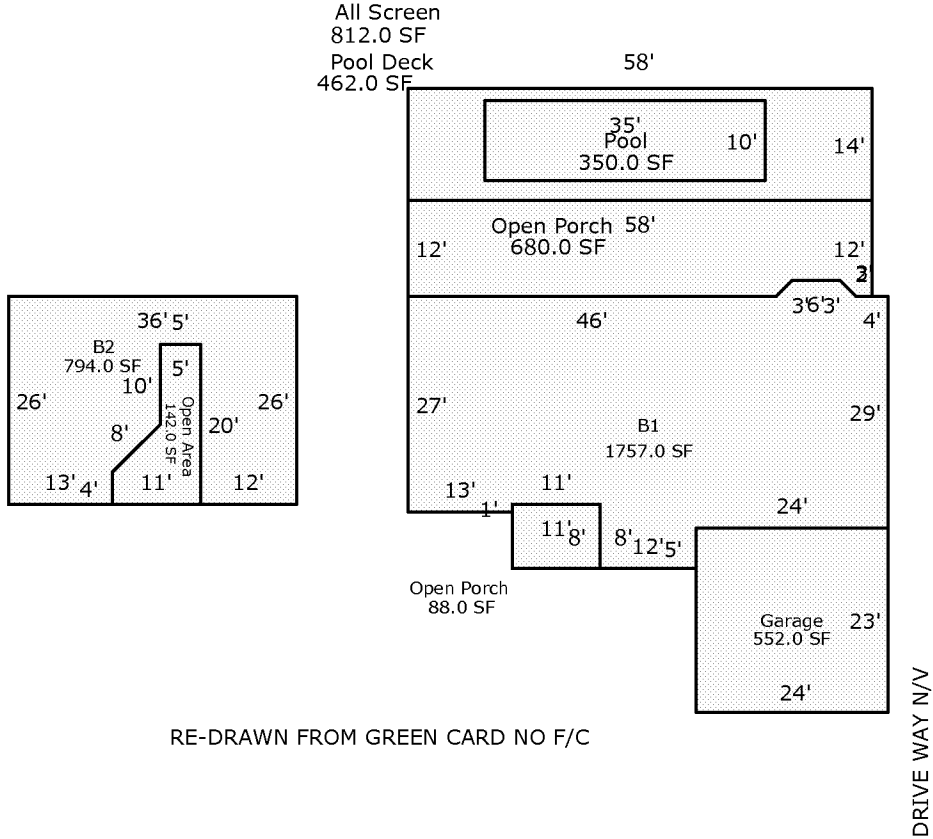 All Screen
812.0 SF
Pool Deck
462.0 SF
58'
35'
Pool
350.0 SF
10'
14'
Open Porch
680.0 SF
58'
12'
12'
2'
3'
6'
3'
46'
4'
36'
5'
B2
794.0 SF
5'
10'
26'
26'
Open Area
142.0 SF
20'
8'
13'
4'
11'
12'
27'
29'
B1
1757.0 SF
13'
1'
11'
24'
11'
8'
8'
12'
5'
Open Porch
88.0 SF
Garage
552.0 SF
23'
24'
RE-DRAWN FROM GREEN CARD NO F/C
DRIVE WAY N/V